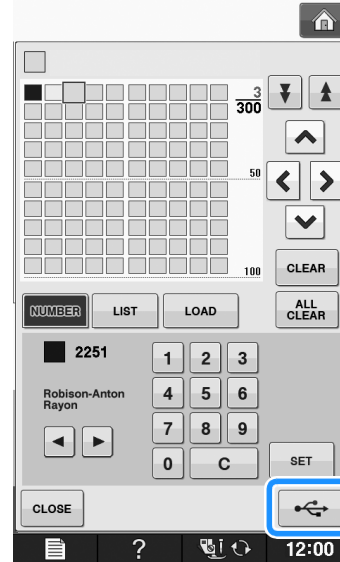 3
300
50
100
CLEAR
NUMBER LIST LOAD
ALL
CLEAR
2251
Robison-Anton
Rayon
1 2 3
4 5 6
7 8 9
0 C
SET
CLOSE
? 12:00